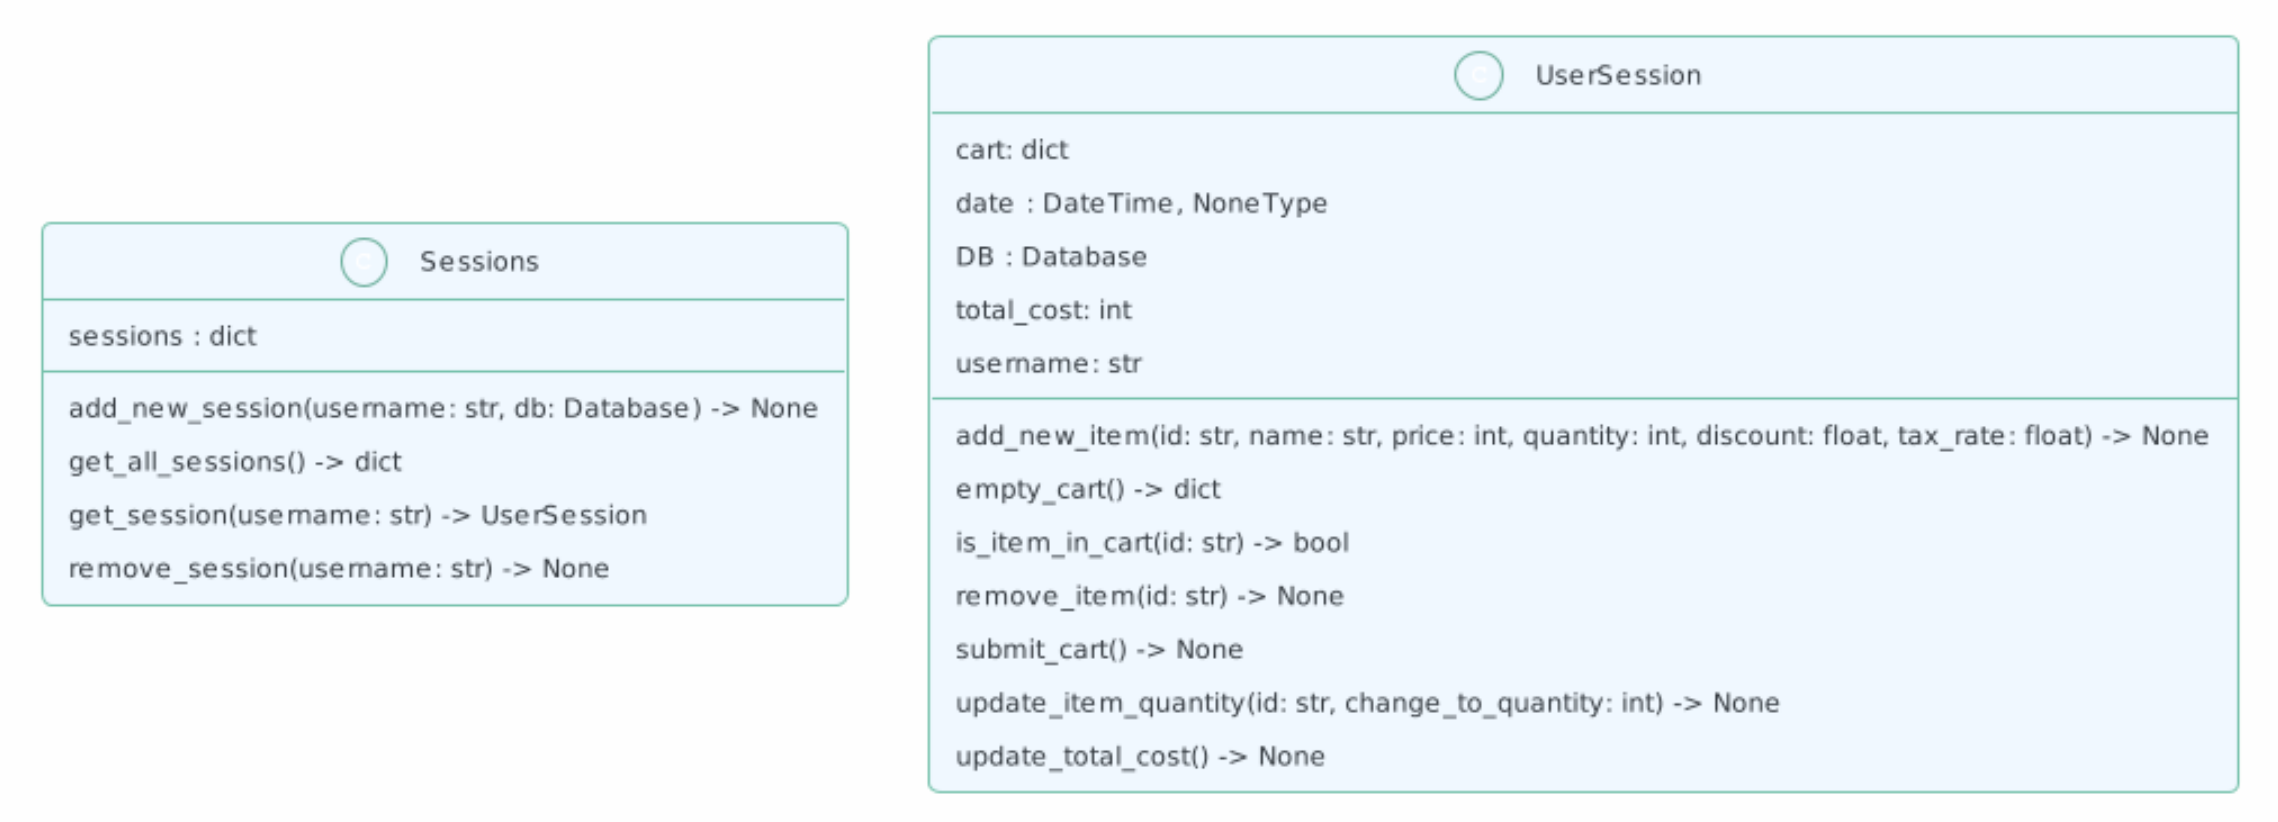 Sessions
sessions : dict
add_new_session(username: str, db: Database) -> None
get_all_sessions() -> dict
get_session(username: str) -> UserSession
remove_session(username: str) -> None
C UserSession
cart: dict
date : DateTime, NoneType
DB : Database
total_cost: int
username: str
add_new_item(id: str, name: str, price: int, quantity: int, discount: float, tax_rate: float) -> None
empty_cart() -> dict
is_item_in_cart(id: str) -> bool
remove_item(id: str) -> None
submit_cart() -> None
update_item_quantity(id: str, change_to_quantity: int) -> None
update_total_cost() -> None